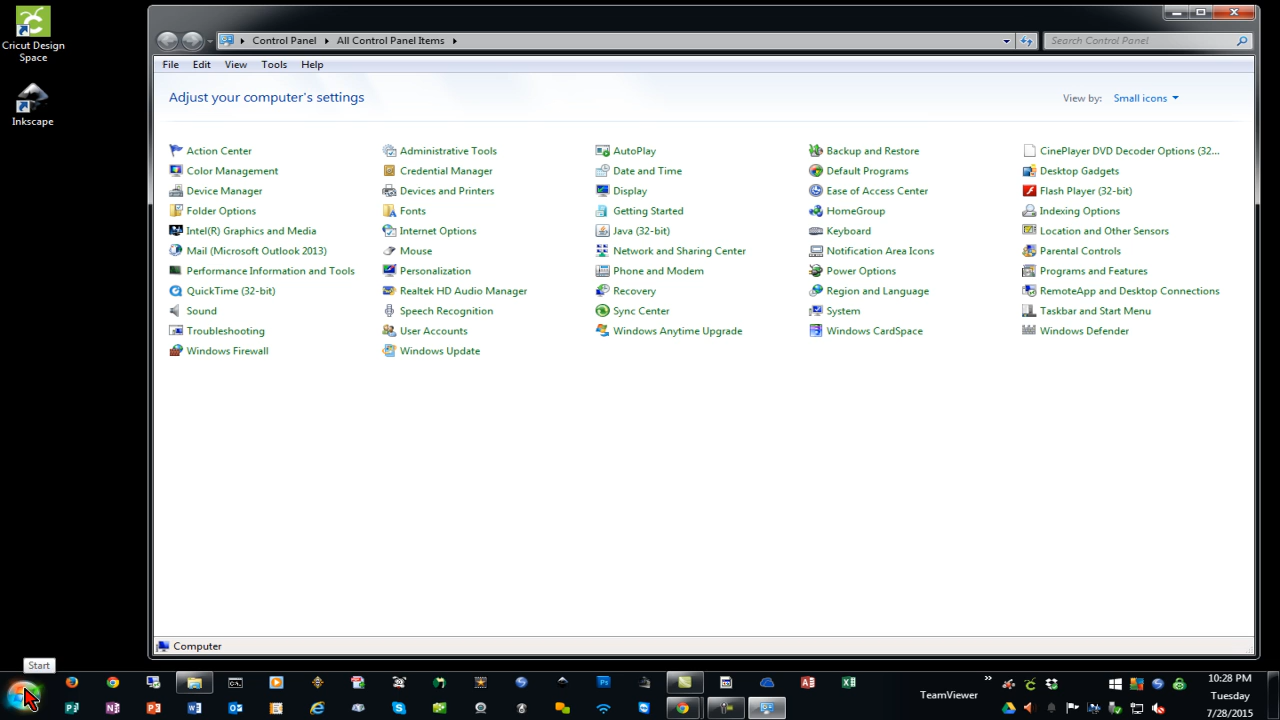 Cricut Design
Space
Inkscape
Control Panel All Control Panel Items
Search Control Panel
File Edit View Tools Help
Adjust your computer's settings
View by: Small icons
Action Center Administrative Tools AutoPlay Backup and Restore CinePlayer DVD Decoder Options (32...
Color Management Credential Manager Date and Time Default Programs Desktop Gadgets
Device Manager Devices and Printers Display Ease of Access Center Flash Player (32-bit)
Folder Options Fonts Getting Started HomeGroup Indexing Options
Intel(R) Graphics and Media Internet Options Java (32-bit) Keyboard Location and Other Sensors
Mail (Microsoft Outlook 2013) Mouse Network and Sharing Center Notification Area Icons Parental Controls
Performance Information and Tools Personalization Phone and Modem Power Options Programs and Features
QuickTime (32-bit) Realtek HD Audio Manager Recovery Region and Language RemoteApp and Desktop Connections
Sound Speech Recognition Sync Center System Taskbar and Start Menu
Troubleshooting User Accounts Windows Anytime Upgrade Windows CardSpace Windows Defender
Windows Firewall Windows Update
Computer
Start
TeamViewer
10:28 PM
Tuesday
7/28/2015